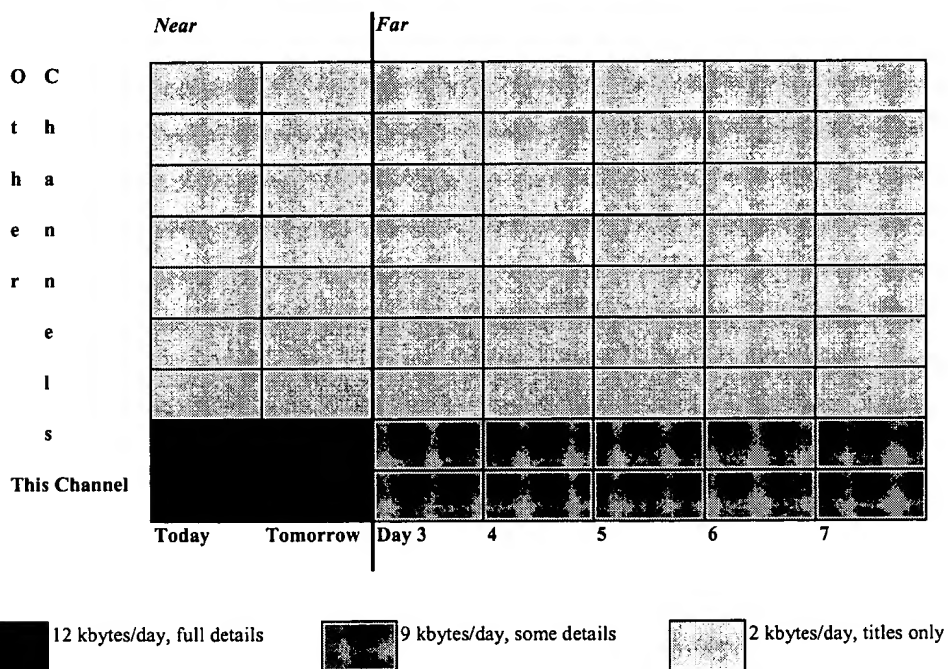 Near Far
O C
t h
h a
e n
r n
e
l
s
This Channel
Today Tomorrow Day 3 4 5 6 7
12 kbytes/day, full details 9 kbytes/day, some details 2 kbytes/day, titles only